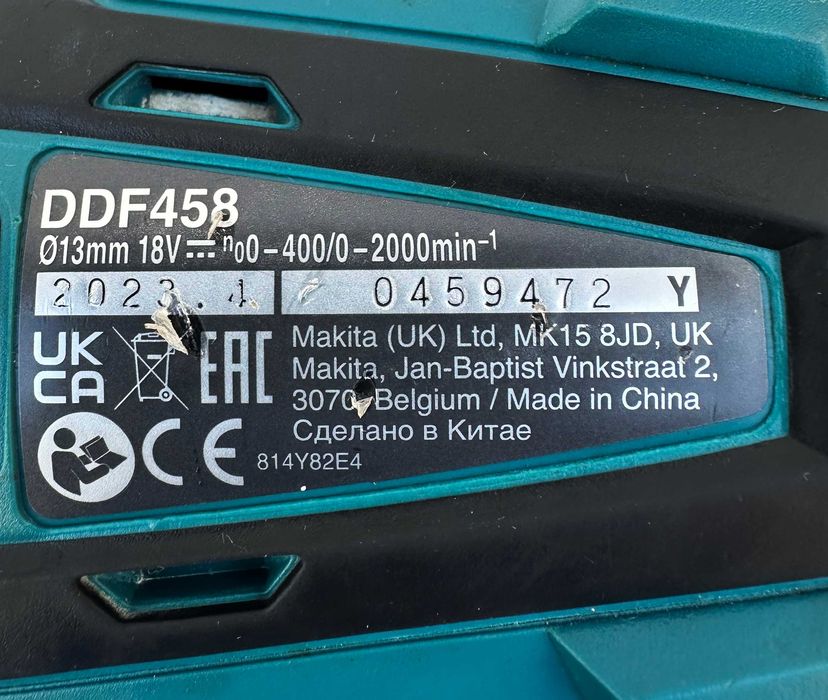 DDF458
Ø13mm 18V⎓ n₀0-400/0-2000min⁻¹
2023.4 0459472 Y
UK
CA
EAC
Makita (UK) Ltd, MK15 8JD, UK
Makita, Jan-Baptist Vinkstraat 2,
3070, Belgium / Made in China
Сделано в Китае
CE
814Y82E4